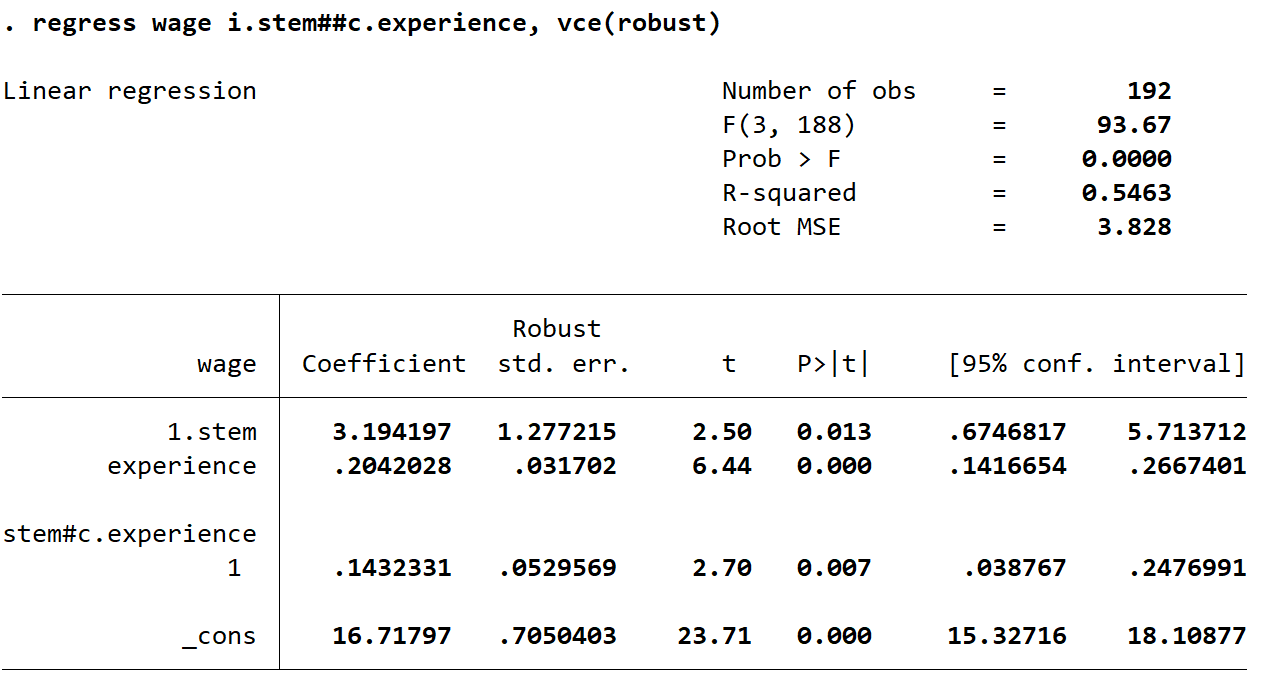 . regress wage i.stem##c.experience, vce(robust)
Linear regression Number of obs = 192
F(3, 188) = 93.67
Prob > F = 0.0000
R-squared = 0.5463
Root MSE = 3.828
Robust
wage Coefficient std. err. t P>|t| [95% conf. interval]
1.stem 3.194197 1.277215 2.50 0.013 .6746817 5.713712
experience .2042028 .031702 6.44 0.000 .1416654 .2667401
stem#c.experience
1 .1432331 .0529569 2.70 0.007 .038767 .2476991
_cons 16.71797 .7050403 23.71 0.000 15.32716 18.10877